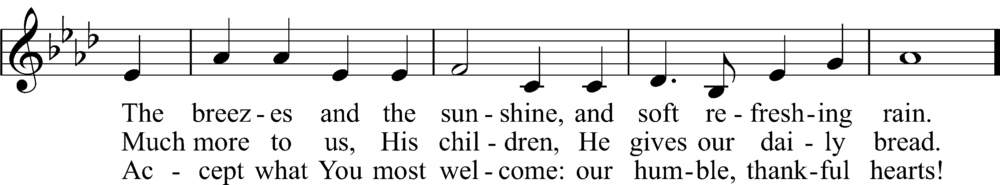 The breez - es and the sun - shine, and soft re - fresh - ing rain.
Much more to us, His chil - dren, He gives our dai - ly bread.
Ac - cept what You most wel - come: our hum - ble, thank - ful hearts!